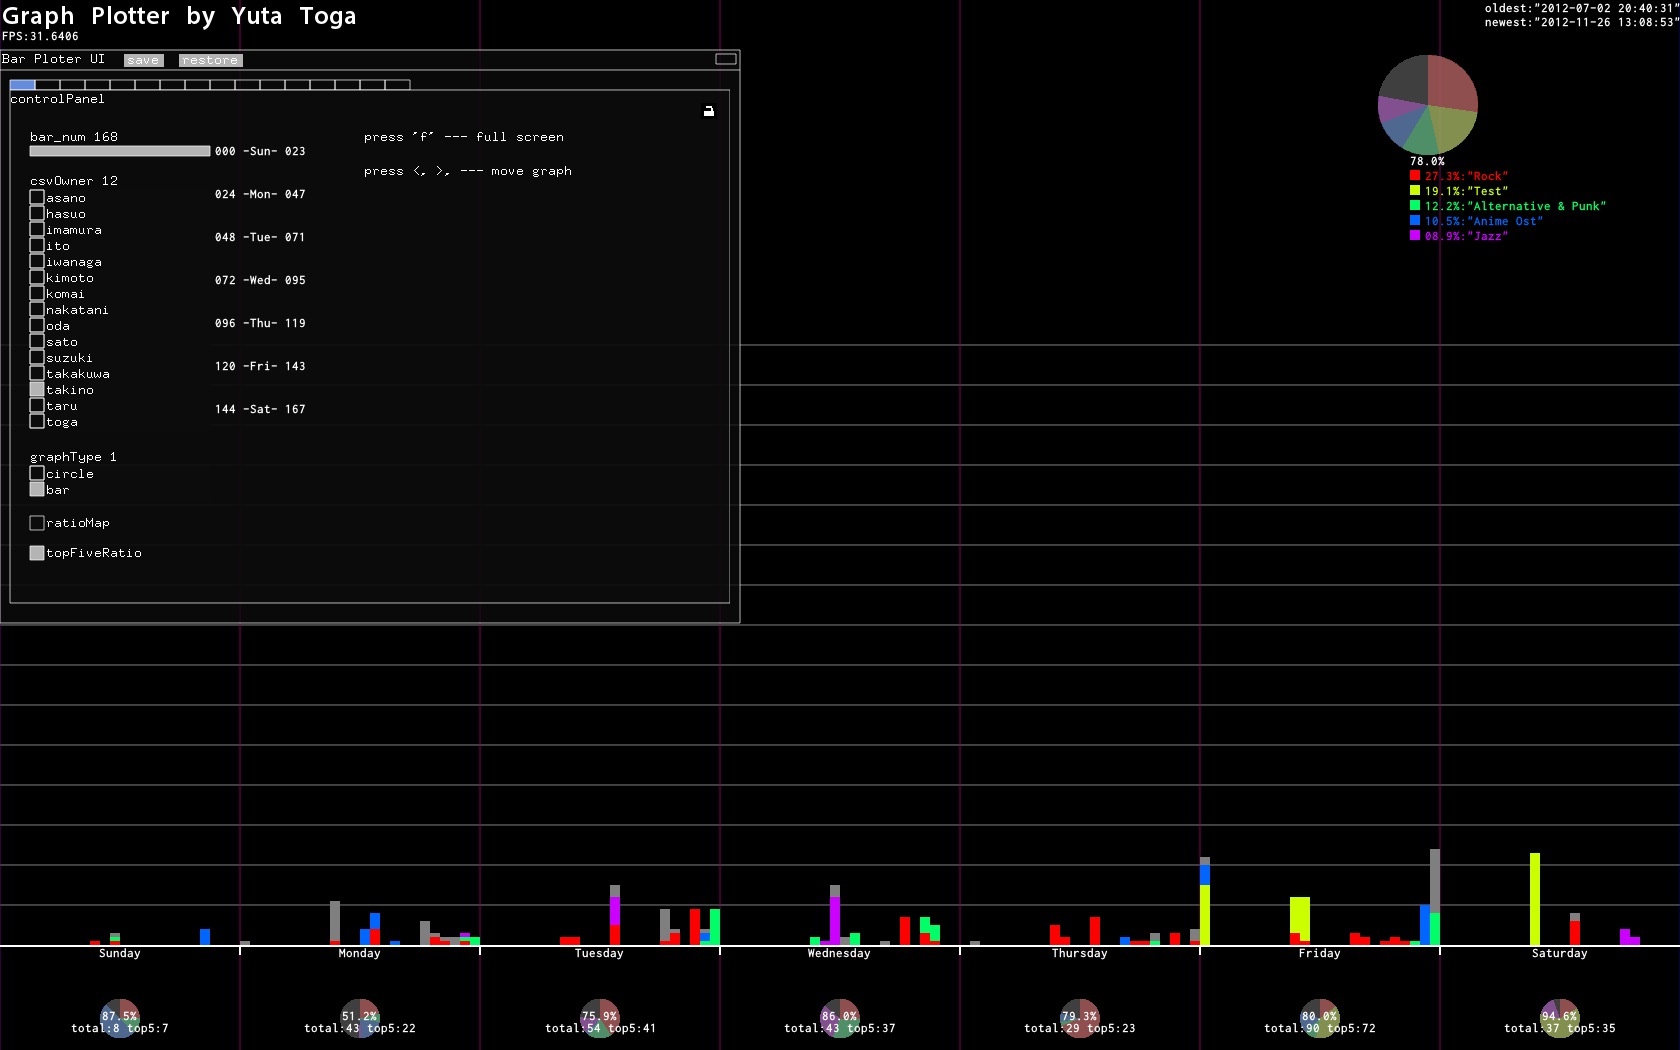 Graph Plotter by Yuta Toga
oldest:"2012-07-02 20:40:31"
newest:"2012-11-26 13:08:53"
FPS:31.6406
Bar Ploter UI save restore
controlPanel
bar_num 168
press 'f' --- full screen
000 -Sun- 023
press <, >, --- move graph
024 -Mon- 047
048 -Tue- 071
072 -Wed- 095
096 -Thu- 119
120 -Fri- 143
144 -Sat- 167
csvOwner 12
asano
hasuo
imamura
ito
iwanaga
kimoto
komai
nakatani
oda
sato
suzuki
takakuwa
takino
taru
toga
graphType 1
circle
bar
ratioMap
topFiveRatio
78.0%
27.3%:"Rock"
19.1%:"Test"
12.2%:"Alternative & Punk"
10.5%:"Anime Ost"
08.9%:"Jazz"
Sunday Monday Tuesday Wednesday Thursday Friday Saturday
87.5% 51.2% 75.9% 86.0% 79.3% 80.0% 94.6%
total:8 top5:7 total:43 top5:22 total:54 top5:41 total:43 top5:37 total:29 top5:23 total:90 top5:72 total:37 top5:35